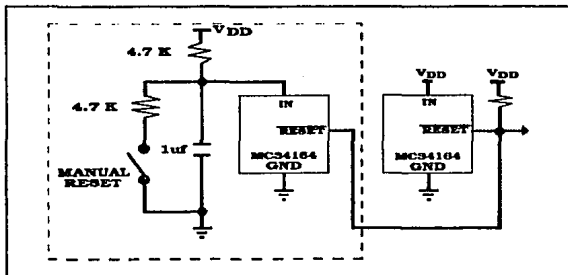 VDD
4.7 K
4.7 K
1uf
MANUAL
RESET
IN
RESET
MC34164
GND
VDD
VDD
IN
RESET
MC34164
GND